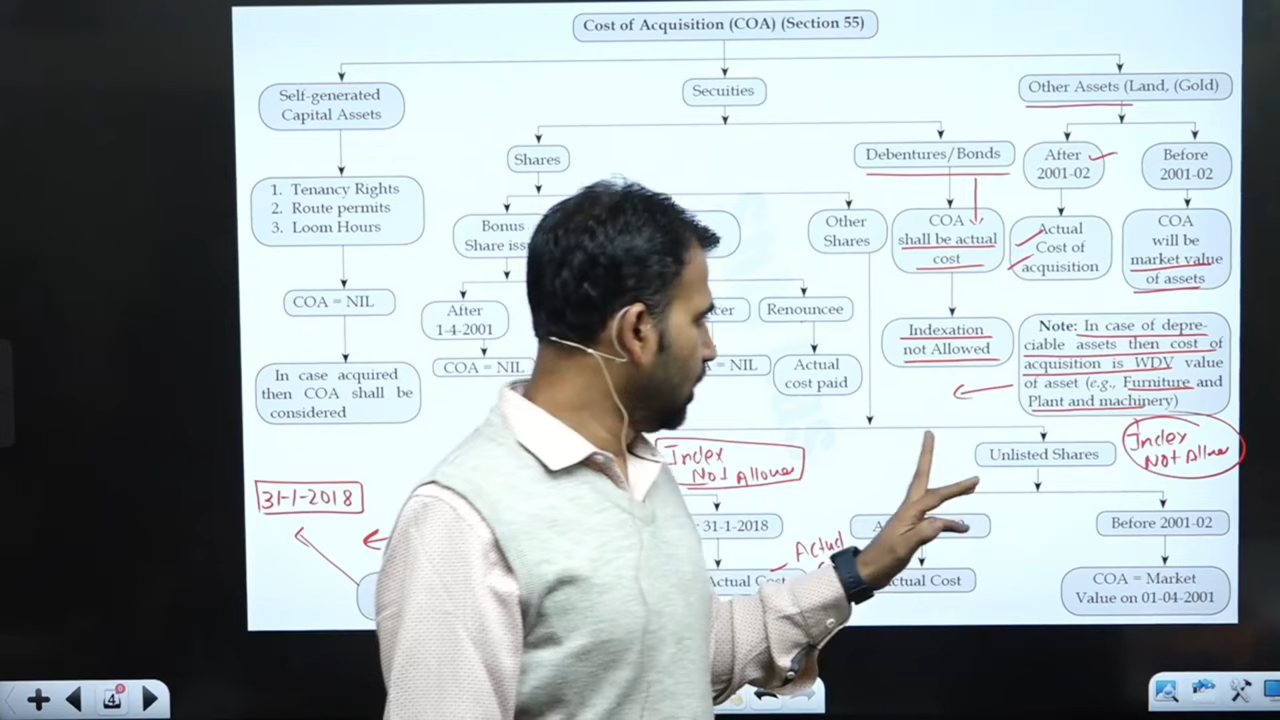 Cost of Acquisition (COA) (Section 55)
Self-generated
Capital Assets
Secuities
Other Assets (Land, (Gold)
Shares
Debentures/Bonds
After
2001-02
Before
2001-02
1. Tenancy Rights
2. Route permits
3. Loom Hours
Bonus
Share
Other
Shares
COA
shall be actual
cost
Actual
Cost of
acquisition
COA
will be
market value
of assets
COA = NIL
After
1-4-2001
Renouncee
Indexation
not Allowed
Note: In case of depre-
ciable assets then cost of
acquisition is WDV value
of asset (e.g., Furniture and
Plant and machinery)
COA = NIL
= NIL
Actual
cost paid
In case acquired
then COA shall be
considered
Index
Not Allowe
Unlisted Shares
Index
Not Allowe
31-1-2018
31-1-2018
Before 2001-02
Actual
Actual Cost
Actual Cost
COA = Market
Value on 01-04-2001
4